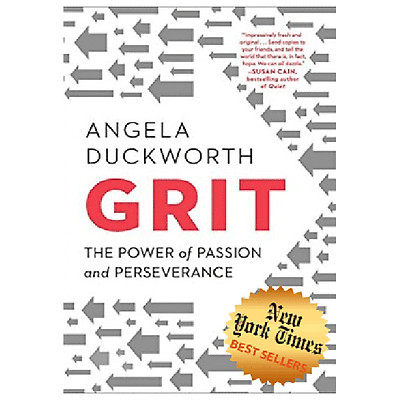 "Impressively fresh and
original . . . Send copies to
your friends, and tell the
world that there is, in fact,
hope. We can all dazzle."
—SUSAN CAIN,
bestselling author
of Quiet
ANGELA
DUCKWORTH
GRIT
THE POWER of PASSION
and PERSEVERANCE
New
York Times
BEST SELLERS